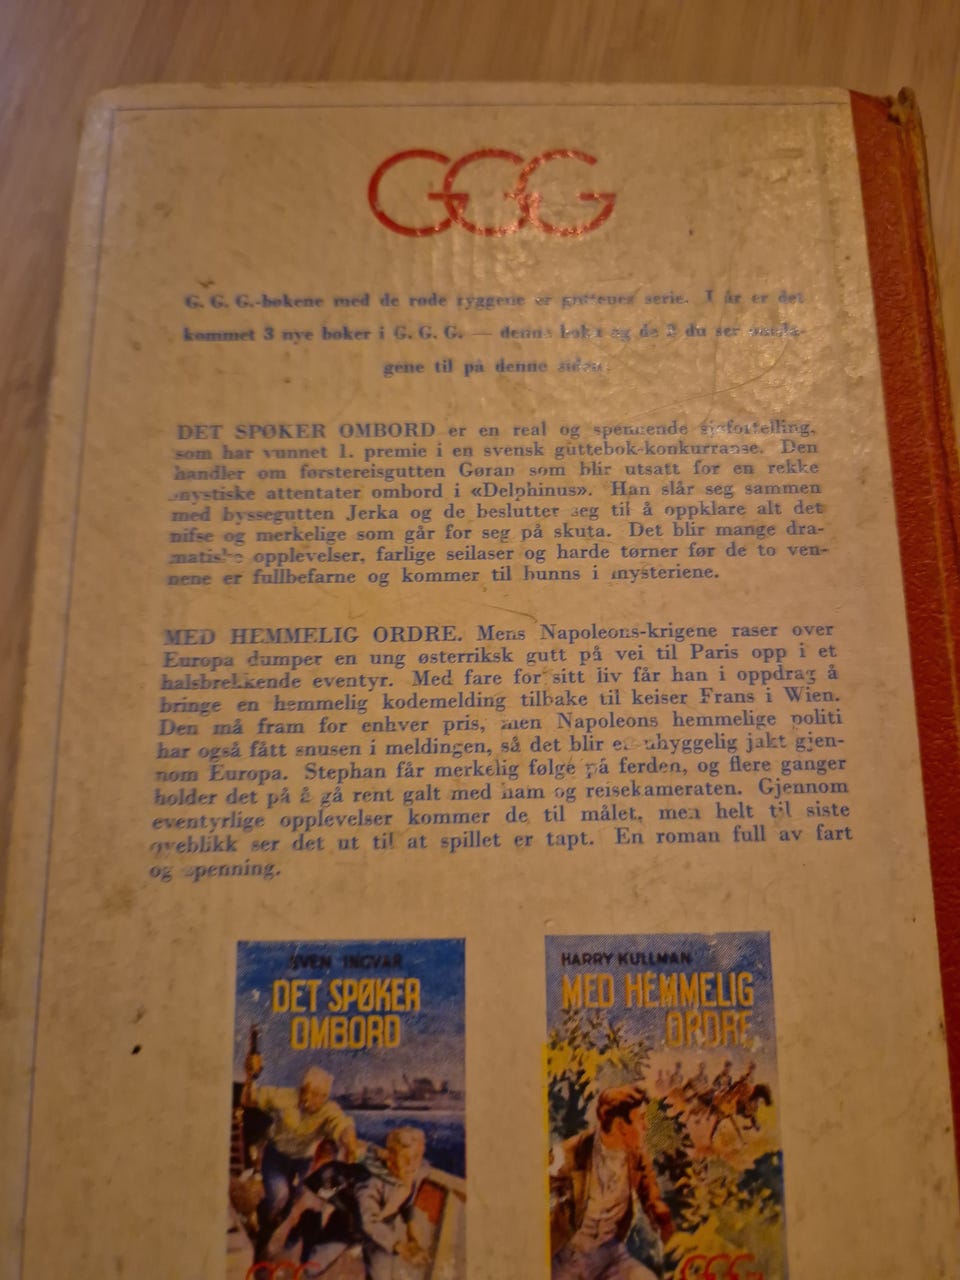 GGG
G. G. G.-bøkene med de røde ryggene er guttenes serie. I år er det
kommet 3 nye bøker i G. G. G. — denne boka og de 2 du ser omsla-
gene til på denne siden.
DET SPØKER OMBORD er en real og spennende sjøfortelling,
som har vunnet 1. premie i en svensk guttebok-konkurranse. Den
handler om førstereisgutten Gøran som blir utsatt for en rekke
mystiske attentater ombord i «Delphinus». Han slår seg sammen
med byssegutten Jerka og de beslutter seg til å oppklare alt det
nifse og merkelige som går for seg på skuta. Det blir mange dra-
matiske opplevelser, farlige seilaser og harde tørner før de to ven-
nene er fullbefarne og kommer til bunns i mysteriene.
MED HEMMELIG ORDRE. Mens Napoleons-krigene raser over
Europa dumper en ung østerriksk gutt på vei til Paris opp i et
halsbrekkende eventyr. Med fare for sitt liv får han i oppdrag å
bringe en hemmelig kodemelding tilbake til keiser Frans i Wien.
Den må fram for enhver pris, men Napoleons hemmelige politi
har også fått snusen i meldingen, så det blir en uhyggelig jakt gjen-
nom Europa. Stephan får merkelig følge på ferden, og flere ganger
holder det på å gå rent galt med ham og reisekameraten. Gjennom
eventyrlige opplevelser kommer de til målet, men helt til siste
øyeblikk ser det ut til at spillet er tapt. En roman full av fart
og spenning.
SVEN INGVAR
DET SPØKER
OMBORD
GGG
HARRY KULLMAN
MED HEMMELIG
ORDRE
GGG